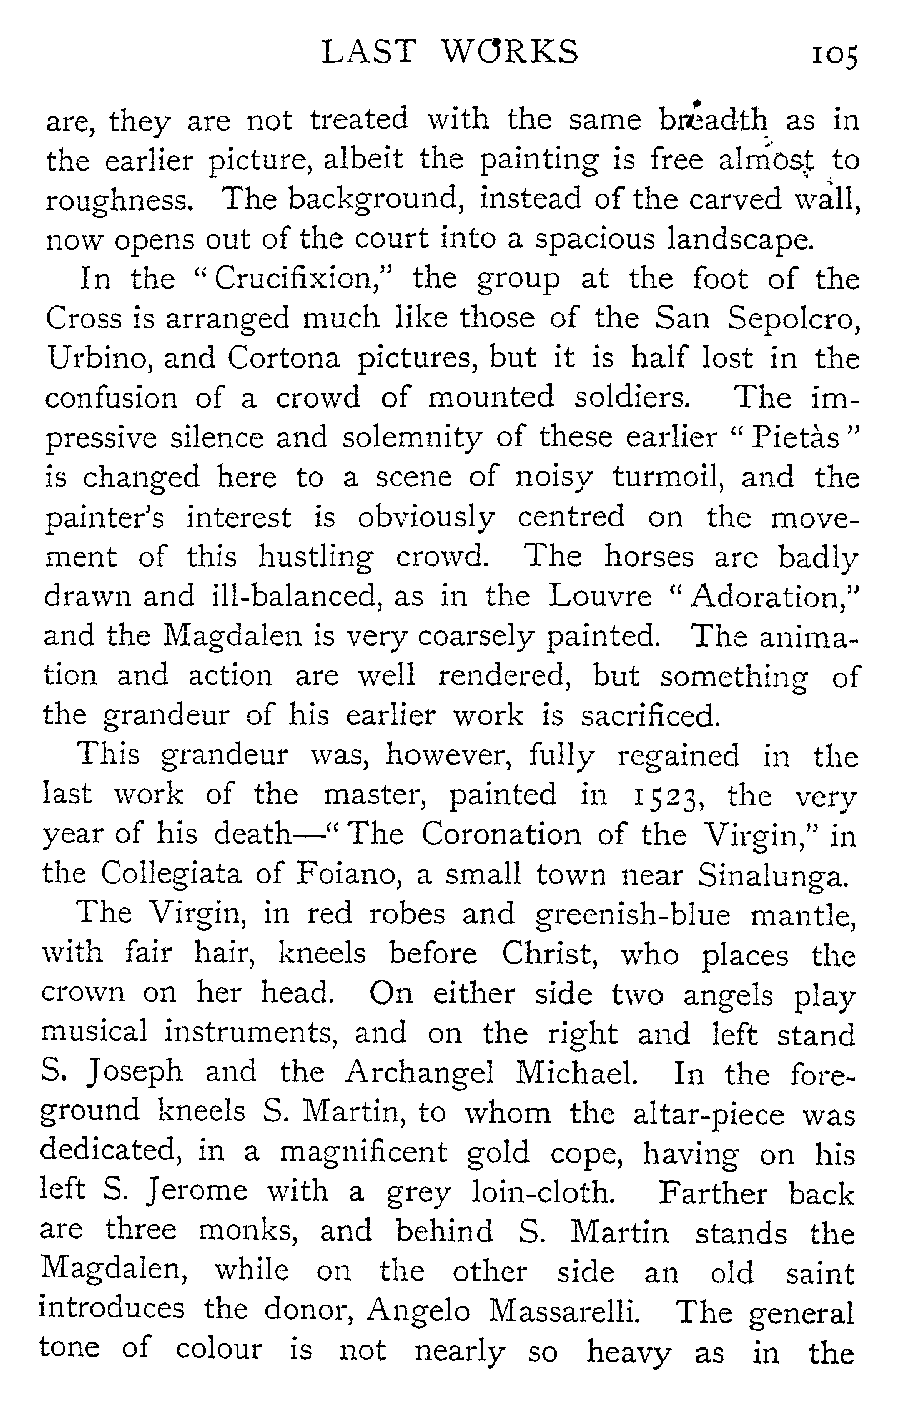 LAST WORKS 105
are, they are not treated with the same breadth as in
the earlier picture, albeit the painting is free almost to
roughness. The background, instead of the carved wall,
now opens out of the court into a spacious landscape.
In the “Crucifixion,” the group at the foot of the
Cross is arranged much like those of the San Sepolcro,
Urbino, and Cortona pictures, but it is half lost in the
confusion of a crowd of mounted soldiers. The im-
pressive silence and solemnity of these earlier “Pietàs”
is changed here to a scene of noisy turmoil, and the
painter’s interest is obviously centred on the move-
ment of this hustling crowd. The horses are badly
drawn and ill-balanced, as in the Louvre “Adoration,”
and the Magdalen is very coarsely painted. The anima-
tion and action are well rendered, but something of
the grandeur of his earlier work is sacrificed.
This grandeur was, however, fully regained in the
last work of the master, painted in 1523, the very
year of his death—“The Coronation of the Virgin,” in
the Collegiata of Foiano, a small town near Sinalunga.
The Virgin, in red robes and greenish-blue mantle,
with fair hair, kneels before Christ, who places the
crown on her head. On either side two angels play
musical instruments, and on the right and left stand
S. Joseph and the Archangel Michael. In the fore-
ground kneels S. Martin, to whom the altar-piece was
dedicated, in a magnificent gold cope, having on his
left S. Jerome with a grey loin-cloth. Farther back
are three monks, and behind S. Martin stands the
Magdalen, while on the other side an old saint
introduces the donor, Angelo Massarelli. The general
tone of colour is not nearly so heavy as in the